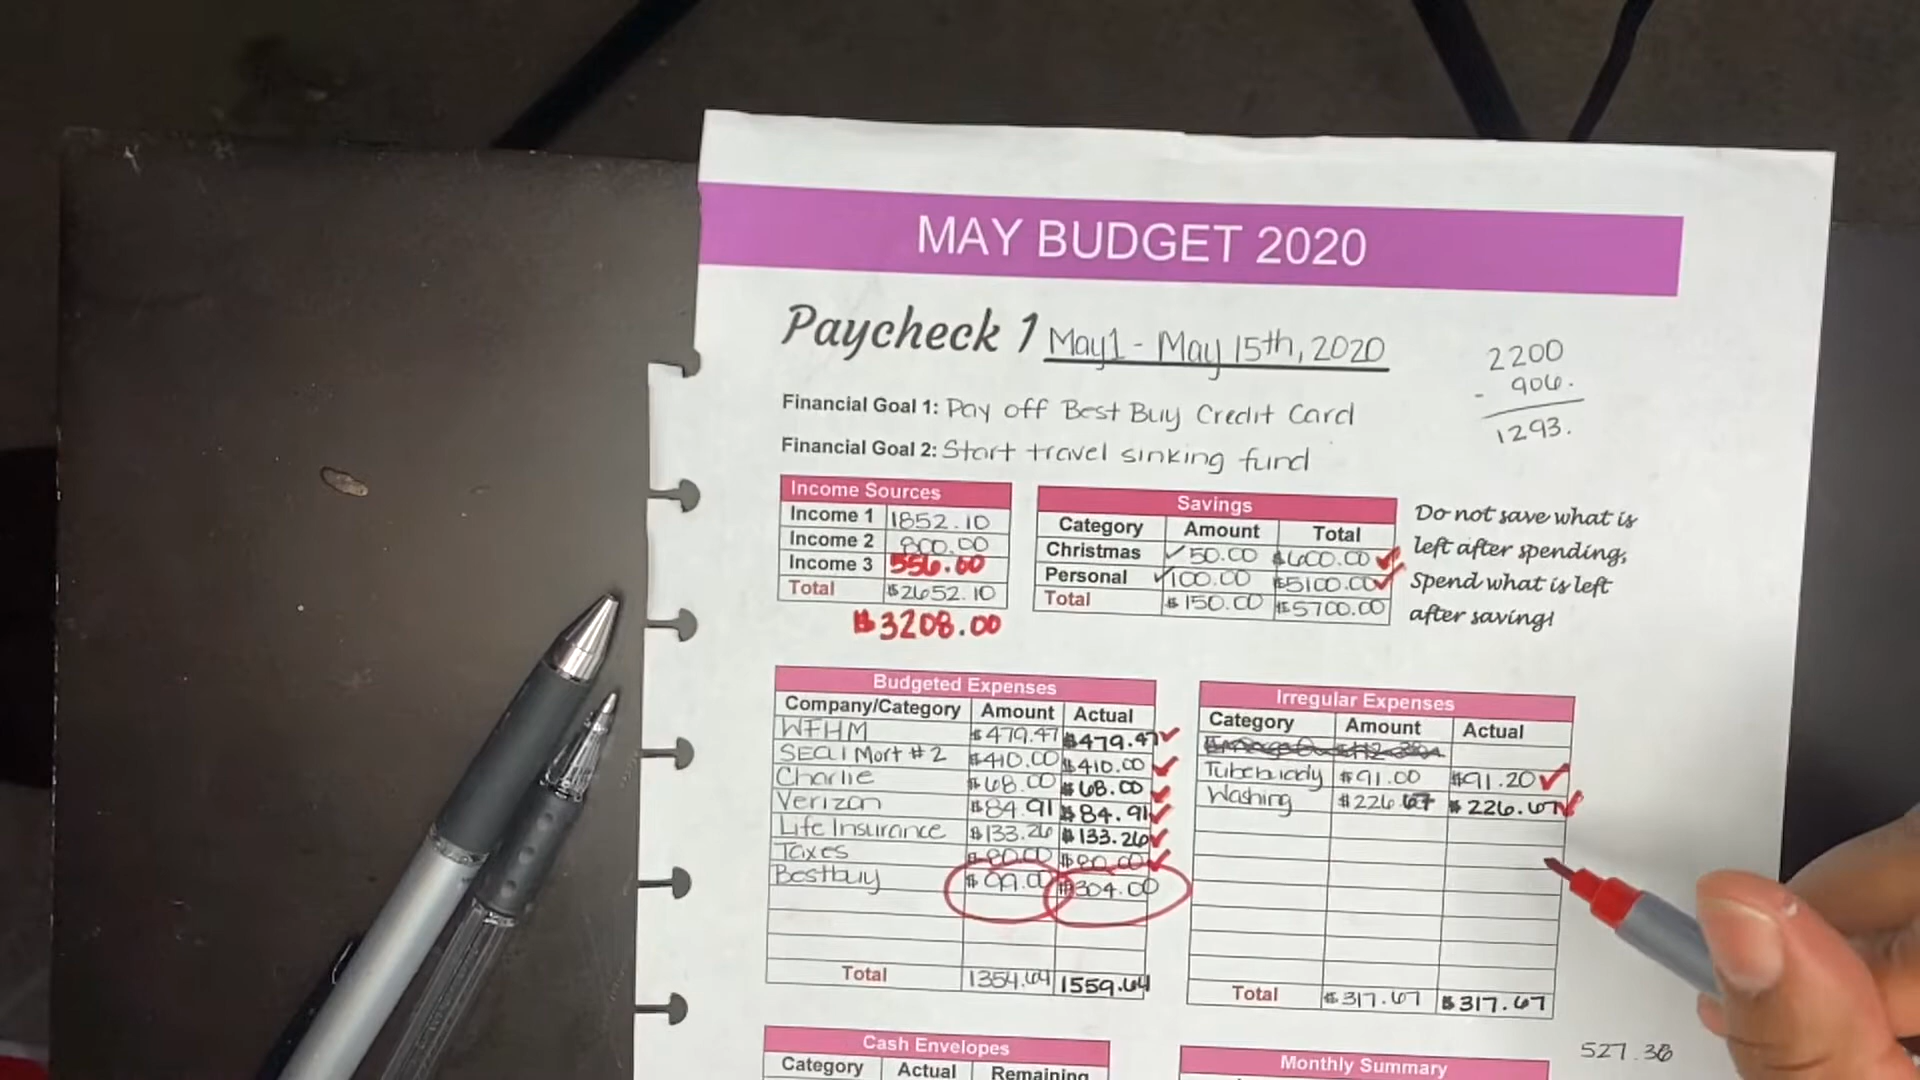 MAY BUDGET 2020
Paycheck 1 May1 - May 15th, 2020
2200
- 906.
1293.
Financial Goal 1: Pay off Best Buy Credit Card
Financial Goal 2: Start travel sinking fund
Income Sources
Income 1 1852.10
Income 2 800.00
Income 3 556.00
Total $2652.10
$3208.00
Savings
Category Amount Total
Christmas ✓50.00 $600.00 ✓
Personal ✓100.00 $5100.00 ✓
Total $150.00 $5700.00
Do not save what is
left after spending,
Spend what is left
after saving!
Budgeted Expenses
Company/Category Amount Actual
WFHM $479.47 $479.47 ✓
SECU Mort #2 $410.00 $410.00 ✓
Charlie $68.00 $68.00 ✓
Verizon $84.91 $84.91 ✓
Life Insurance $133.26 $133.26 ✓
Taxes $80.00 $80.00 ✓
Bestbuy $99.00 $304.00
Total 1354.64 1559.64
Irregular Expenses
Category Amount Actual
Tubebuddy $91.00 $91.20 ✓
Washing $226.67 $226.67 ✓
Total $317.67 $317.67
527.38
Cash Envelopes
Category Actual Remaining
Monthly Summary